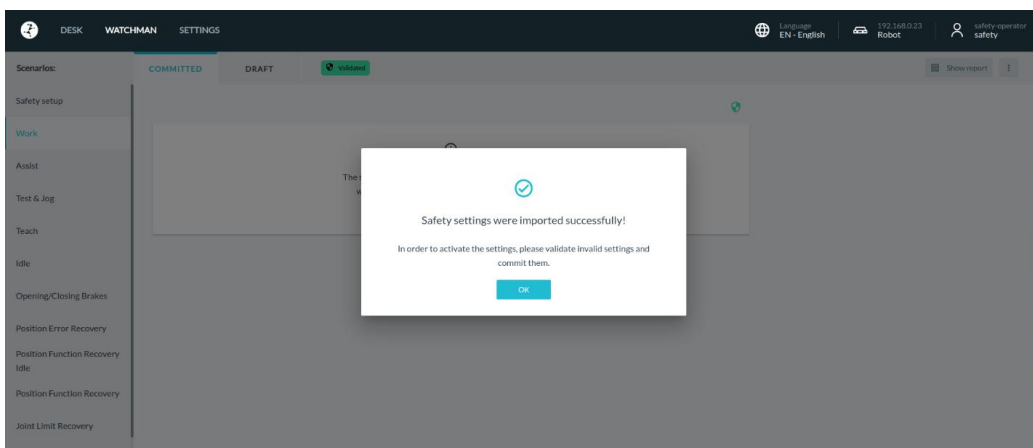 DESK WATCHMAN SETTINGS
Language
EN - English
192.168.0.23
Robot
safety-operator
safety
Scenarios:
COMMITTED DRAFT Validated Show report
Safety setup
Work
Assist
The
Test & Jog
Teach
Idle
Opening/Closing Brakes
Position Error Recovery
Position Function Recovery
Idle
Position Function Recovery
Joint Limit Recovery
Safety settings were imported successfully!
In order to activate the settings, please validate invalid settings and
commit them.
OK